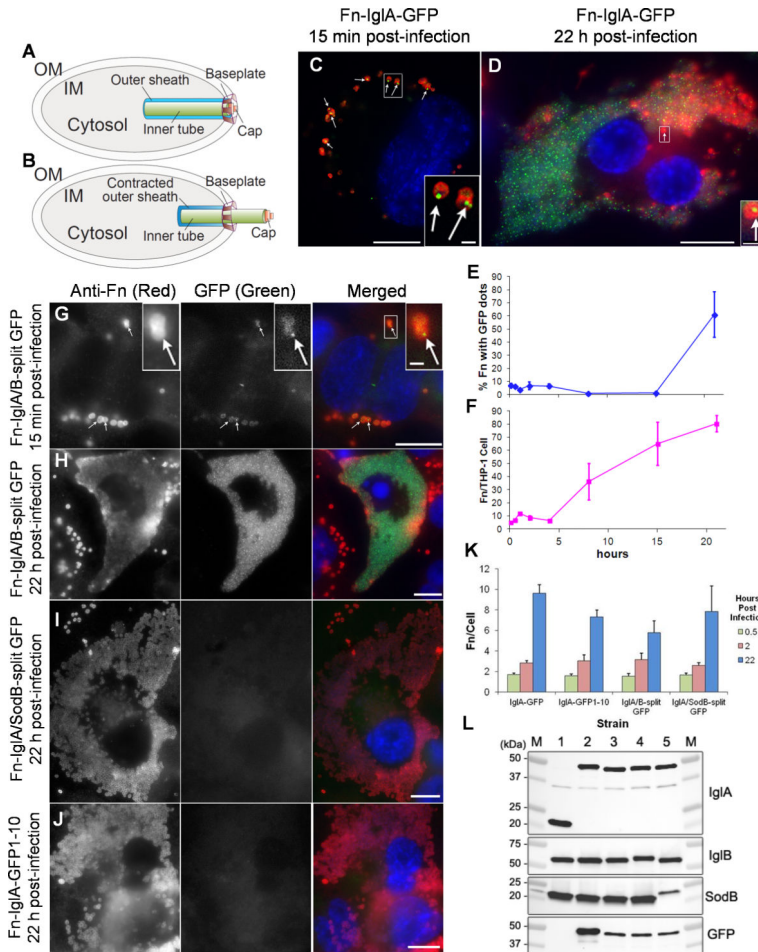 Fn-IglA-GFP
15 min post-infection
Fn-IglA-GFP
22 h post-infection
A
OM
IM
Outer sheath
Baseplate
Cytosol
Inner tube
Cap
B
OM
IM
Contracted
outer sheath
Baseplate
Cytosol
Inner tube
Cap
C
D
Anti-Fn (Red)
GFP (Green)
Merged
G
Fn-IglA/B-split GFP
15 min post-infection
H
Fn-IglA/B-split GFP
22 h post-infection
I
Fn-IglA/SodB-split GFP
22 h post-infection
J
Fn-IglA-GFP1-10
22 h post-infection
E
% Fn with GFP dots
90
80
70
60
50
40
30
20
10
0
0 5 10 15 20
F
Fn/THP-1 Cell
90
80
70
60
50
40
30
20
10
0
0 5 10 15 20
hours
K
Fn/Cell
12
10
8
6
4
2
0
IglA-GFP
IglA-GFP1-10
IglA/B-split
GFP
IglA/SodB-split
GFP
Strain
Hours
Post
Infection
0.5
2
22
L
(kDa) M 1 2 3 4 5 M
50
37
25
20
IglA
75
50
IglB
25
20
15
SodB
50
37
GFP